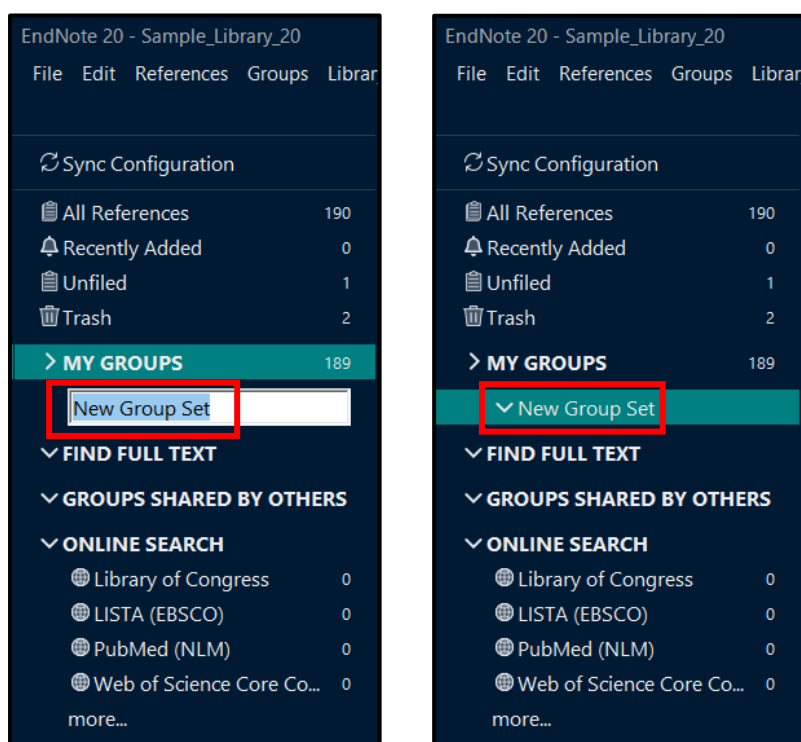 EndNote 20 - Sample_Library_20
File Edit References Groups Librar
Sync Configuration
All References 190
Recently Added 0
Unfiled 1
Trash 2
MY GROUPS 189
New Group Set
FIND FULL TEXT
GROUPS SHARED BY OTHERS
ONLINE SEARCH
Library of Congress 0
LISTA (EBSCO) 0
PubMed (NLM) 0
Web of Science Core Co... 0
more...
EndNote 20 - Sample_Library_20
File Edit References Groups Librar
Sync Configuration
All References 190
Recently Added 0
Unfiled 1
Trash 2
MY GROUPS 189
New Group Set
FIND FULL TEXT
GROUPS SHARED BY OTHERS
ONLINE SEARCH
Library of Congress 0
LISTA (EBSCO) 0
PubMed (NLM) 0
Web of Science Core Co... 0
more...